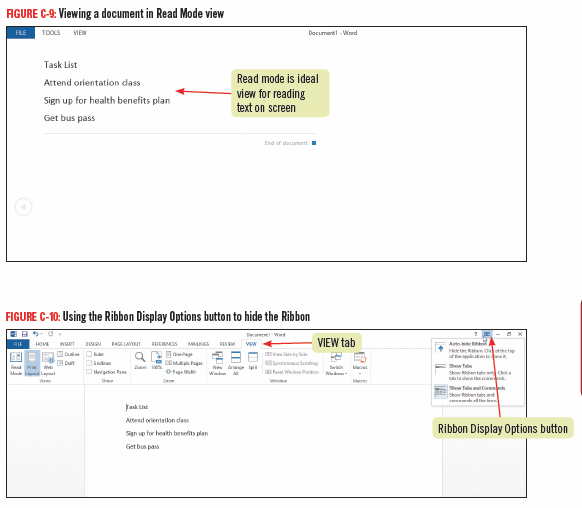 FIGURE C-9: Viewing a document in Read Mode view
FILE TOOLS VIEW Document1 - Word
Task List
Attend orientation class
Sign up for health benefits plan
Get bus pass
Read mode is ideal
view for reading
text on screen
End of document
FIGURE C-10: Using the Ribbon Display Options button to hide the Ribbon
Document1 - Word
FILE HOME INSERT DESIGN PAGE LAYOUT REFERENCES MAILINGS REVIEW VIEW
VIEW tab
Read Mode
Print Layout
Web Layout
Outline
Draft
Views
Ruler
Gridlines
Navigation Pane
Show
Zoom
100%
One Page
Multiple Pages
Page Width
Zoom
New Window
Arrange All
Split
View Side by Side
Synchronous Scrolling
Reset Window Position
Window
Switch Windows
Macros
Macros
Auto-hide Ribbon
Hide the Ribbon. Click at the top
of the application to show it.
Show Tabs
Show Ribbon tabs only. Click a
tab to show the commands.
Show Tabs and Commands
Show Ribbon tabs and
commands all the time.
Ribbon Display Options button
Task List
Attend orientation class
Sign up for health benefits plan
Get bus pass